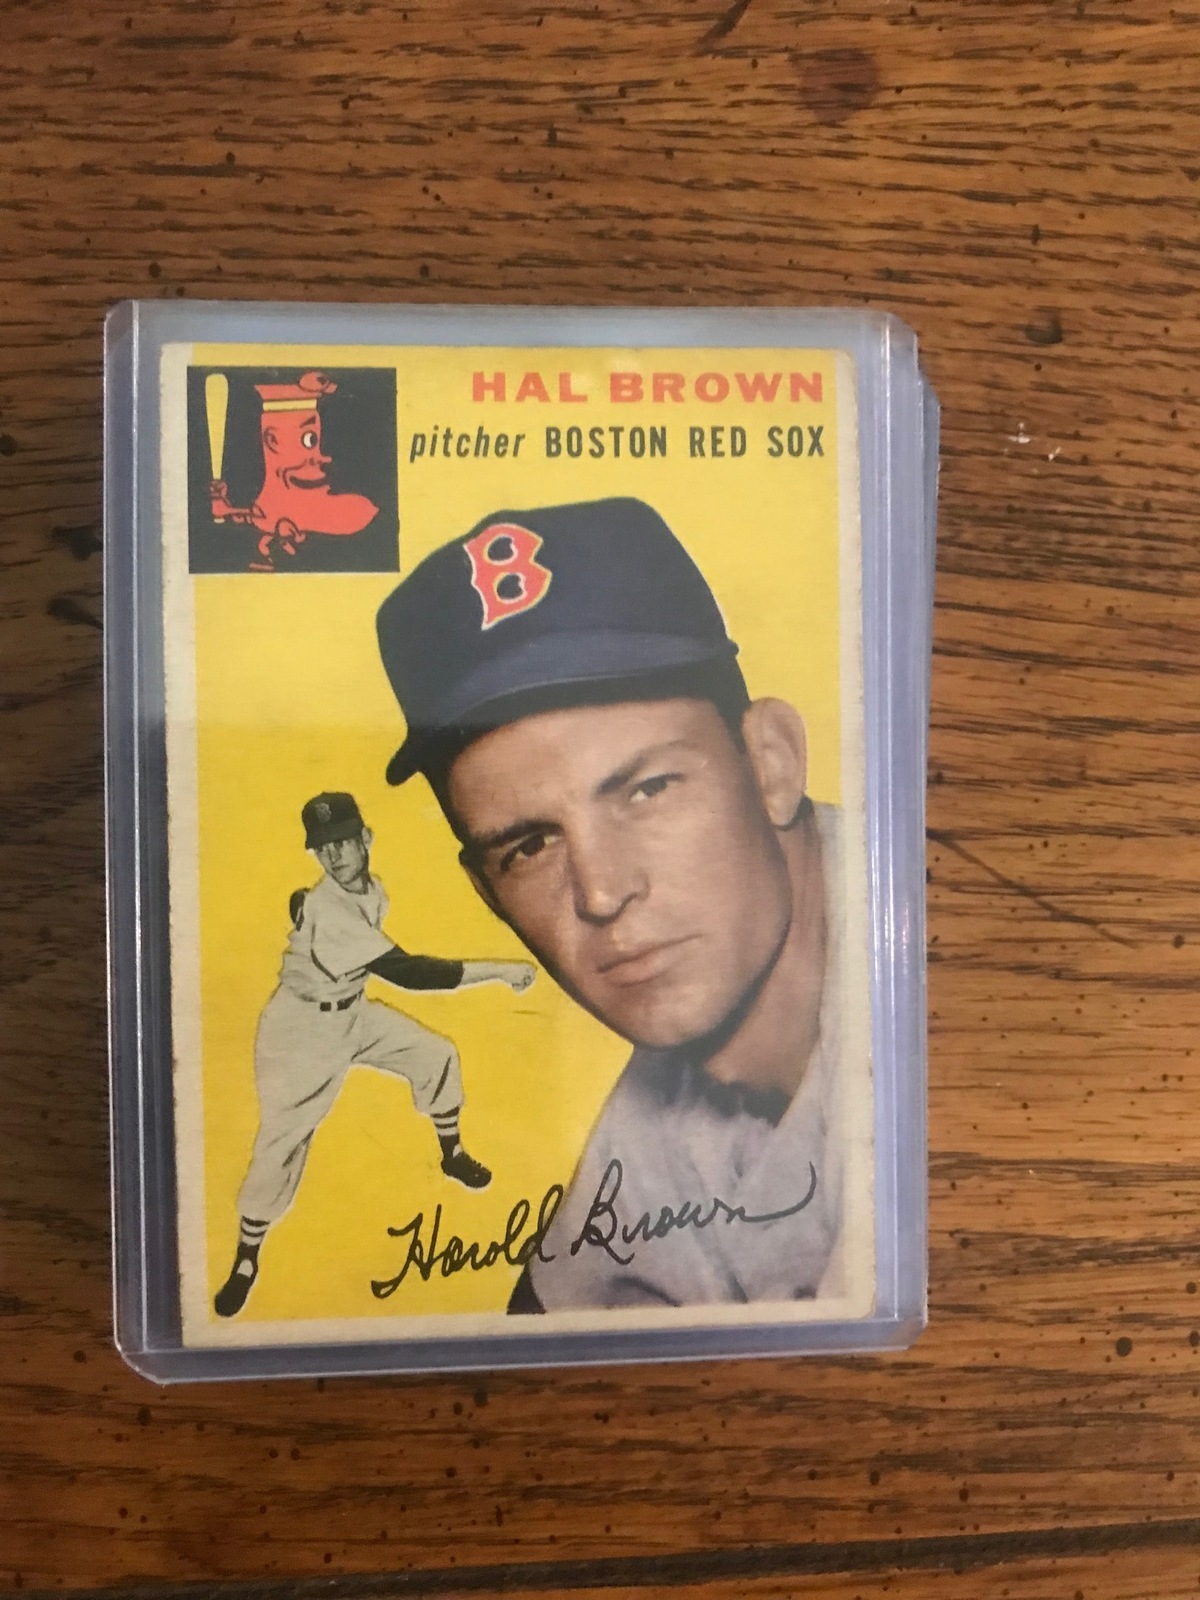 HAL BROWN
pitcher BOSTON RED SOX
B
B
Harold Brown